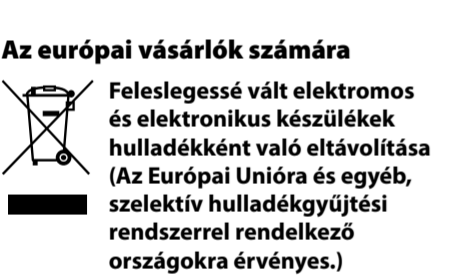 Az európai vásárlók számára
Feleslegessé vált elektromos
és elektronikus készülékek
hulladékként való eltávolítása
(Az Európai Unióra és egyéb,
szelektív hulladékgyűjtési
rendszerrel rendelkező
országokra érvényes.)